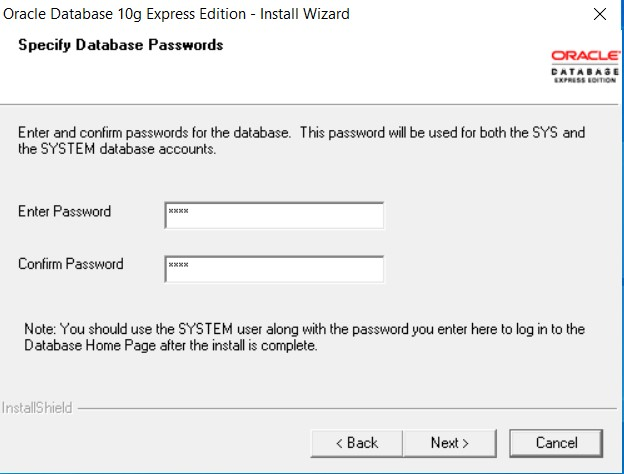 Oracle Database 10g Express Edition - Install Wizard
Specify Database Passwords
ORACLE
DATABASE
EXPRESS EDITION
Enter and confirm passwords for the database. This password will be used for both the SYS and
the SYSTEM database accounts.
Enter Password
****
Confirm Password
****
Note: You should use the SYSTEM user along with the password you enter here to log in to the
Database Home Page after the install is complete.
InstallShield
< Back
Next >
Cancel